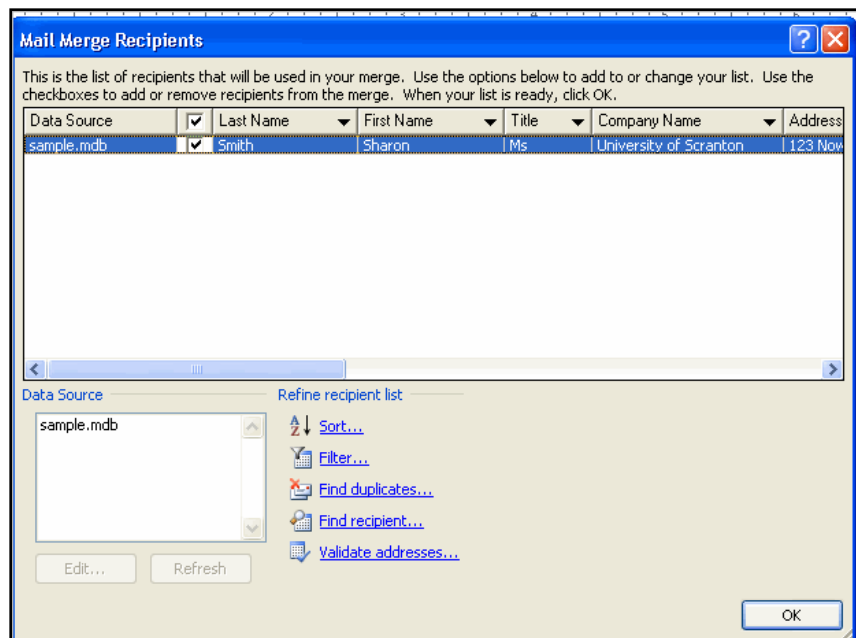 Mail Merge Recipients
This is the list of recipients that will be used in your merge. Use the options below to add to or change your list. Use the
checkboxes to add or remove recipients from the merge. When your list is ready, click OK.
Data Source Last Name First Name Title Company Name Address
sample.mdb Smith Sharon Ms University of Scranton 123 Now
Data Source Refine recipient list
sample.mdb
Sort...
Filter...
Find duplicates...
Find recipient...
Validate addresses...
Edit... Refresh
OK